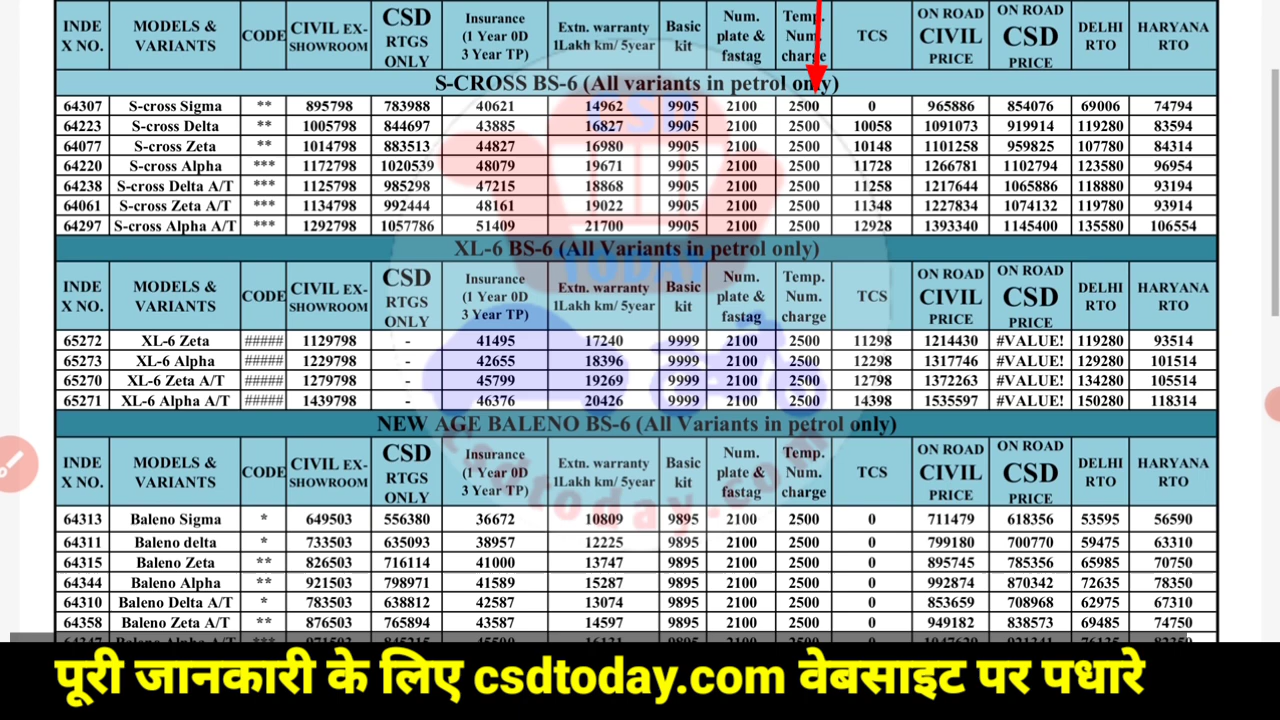 INDEX NO. MODELS & VARIANTS CODE CIVIL EX-SHOWROOM CSD RTGS ONLY Insurance (1 Year 0D 3 Year TP) Extn. warranty 1Lakh km/ 5year Basic kit Num. plate & fastag Temp. Num. charge TCS ON ROAD CIVIL PRICE ON ROAD CSD PRICE DELHI RTO HARYANA RTO
S-CROSS BS-6 (All variants in petrol only)
64307 S-cross Sigma ** 895798 783988 40621 14962 9905 2100 2500 0 965886 854076 69006 74794
64223 S-cross Delta ** 1005798 844697 43885 16827 9905 2100 2500 10058 1091073 919914 119280 83594
64077 S-cross Zeta ** 1014798 883513 44827 16980 9905 2100 2500 10148 1101258 959825 107780 84314
64220 S-cross Alpha *** 1172798 1020539 48079 19671 9905 2100 2500 11728 1266781 1102794 123580 96954
64238 S-cross Delta A/T *** 1125798 985298 47215 18868 9905 2100 2500 11258 1217644 1065886 118880 93194
64061 S-cross Zeta A/T *** 1134798 992444 48161 19022 9905 2100 2500 11348 1227834 1074132 119780 93914
64297 S-cross Alpha A/T *** 1292798 1057786 51409 21700 9905 2100 2500 12928 1393340 1145400 135580 106554
XL-6 BS-6 (All Variants in petrol only)
INDEX NO. MODELS & VARIANTS CODE CIVIL EX-SHOWROOM CSD RTGS ONLY Insurance (1 Year 0D 3 Year TP) Extn. warranty 1Lakh km/ 5year Basic kit Num. plate & fastag Temp. Num. charge TCS ON ROAD CIVIL PRICE ON ROAD CSD PRICE DELHI RTO HARYANA RTO
65272 XL-6 Zeta ##### 1129798 - 41495 17240 9999 2100 2500 11298 1214430 #VALUE! 119280 93514
65273 XL-6 Alpha ##### 1229798 - 42655 18396 9999 2100 2500 12298 1317746 #VALUE! 129280 101514
65270 XL-6 Zeta A/T ##### 1279798 - 45799 19269 9999 2100 2500 12798 1372263 #VALUE! 134280 105514
65271 XL-6 Alpha A/T ##### 1439798 - 46376 20426 9999 2100 2500 14398 1535597 #VALUE! 150280 118314
NEW AGE BALENO BS-6 (All Variants in petrol only)
INDEX NO. MODELS & VARIANTS CODE CIVIL EX-SHOWROOM CSD RTGS ONLY Insurance (1 Year 0D 3 Year TP) Extn. warranty 1Lakh km/ 5year Basic kit Num. plate & fastag Temp. Num. charge TCS ON ROAD CIVIL PRICE ON ROAD CSD PRICE DELHI RTO HARYANA RTO
64313 Baleno Sigma * 649503 556380 36672 10809 9895 2100 2500 0 711479 618356 53595 56590
64311 Baleno delta * 733503 635093 38957 12225 9895 2100 2500 0 799180 700770 59475 63310
64315 Baleno Zeta ** 826503 716114 41000 13747 9895 2100 2500 0 895745 785356 65985 70750
64344 Baleno Alpha ** 921503 798971 41589 15287 9895 2100 2500 0 992874 870342 72635 78350
64310 Baleno Delta A/T * 783503 638812 42587 13074 9895 2100 2500 0 853659 708968 62975 67310
64358 Baleno Zeta A/T ** 876503 765894 43587 14597 9895 2100 2500 0 949182 838573 69485 74750
CSD TODAY
csdtoday.com
पूरी जानकारी के लिए csdtoday.com वेबसाइट पर पधारे